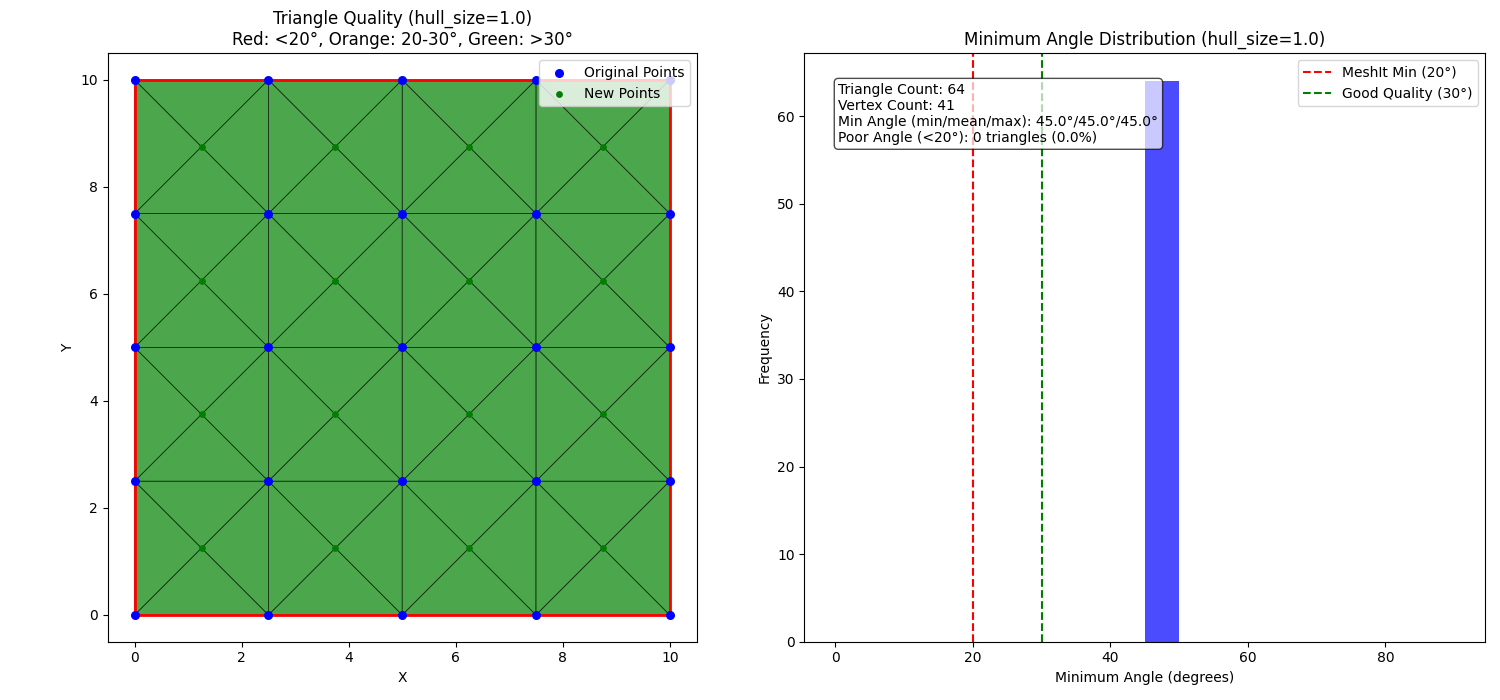 Triangle Quality (hull_size=1.0)
Red: <20°, Orange: 20-30°, Green: >30°
Original Points
New Points
10
8
6
4
2
0
Y
0
2
4
6
8
10
X
Minimum Angle Distribution (hull_size=1.0)
Triangle Count: 64
Vertex Count: 41
Min Angle (min/mean/max): 45.0°/45.0°/45.0°
Poor Angle (<20°): 0 triangles (0.0%)
MeshIt Min (20°)
Good Quality (30°)
60
50
40
30
20
10
0
Frequency
0
20
40
60
80
Minimum Angle (degrees)